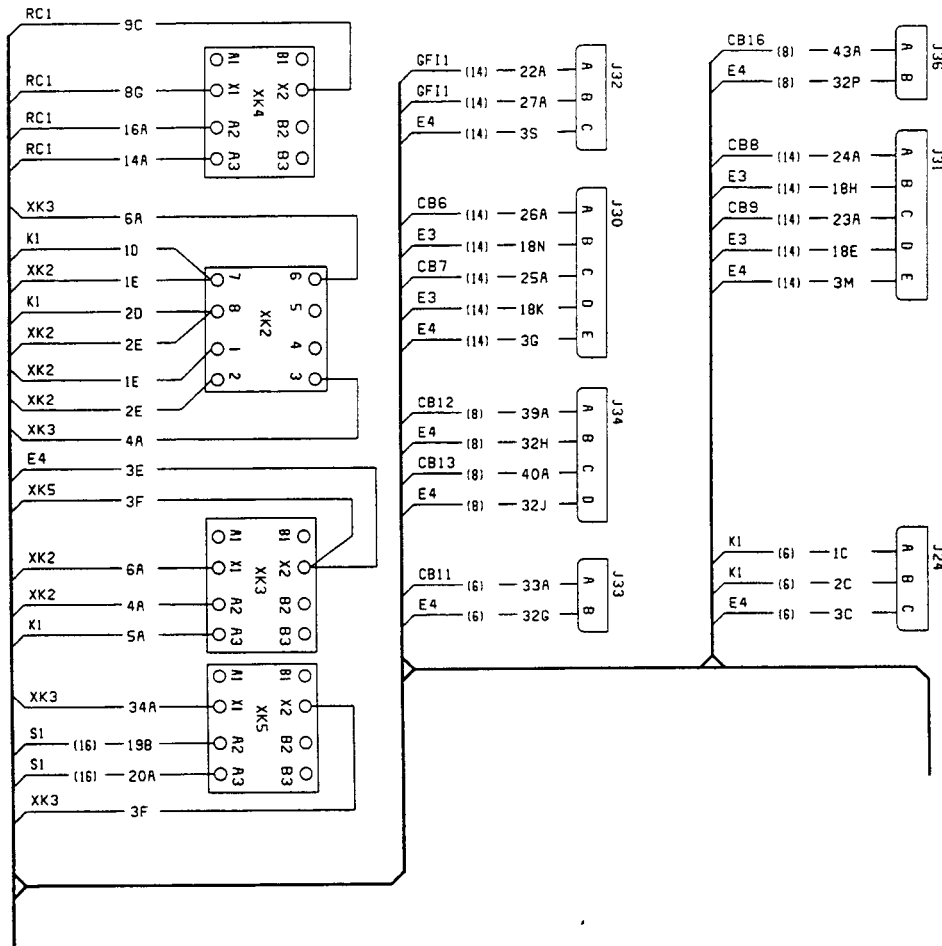 RC1 9C
RC1 8G
RC1 16A
RC1 14A
A1 B1
X1 X2
XK4
A2 B2
A3 B3
XK3 6A
K1 1D
XK2 1E
K1 2D
XK2 2E
XK2 1E
XK2 2E
XK3 4A
7 6
8 5
XK2
1 4
2 3
E4 3E
XK5 3F
XK2 6A
XK2 4A
K1 5A
A1 B1
X1 X2
XK3
A2 B2
A3 B3
XK3 34A
S1 (16) 19B
S1 (16) 20A
XK3 3F
A1 B1
X1 X2
XK5
A2 B2
A3 B3
J32
GFI1 (14) 22A A
GFI1 (14) 27A B
E4 (14) 3S C
J30
CB6 (14) 26A A
E3 (14) 18N B
CB7 (14) 25A C
E3 (14) 18K D
E4 (14) 3G E
J34
CB12 (8) 39A A
E4 (8) 32H B
CB13 (8) 40A C
E4 (8) 32J D
J33
CB11 (6) 33A A
E4 (6) 32G B
J36
CB16 (8) 43A A
E4 (8) 32P B
J31
CB8 (14) 24A A
E3 (14) 18H B
CB9 (14) 23A C
E3 (14) 18E D
E4 (14) 3M E
J24
K1 (6) 1C A
K1 (6) 2C B
E4 (6) 3C C